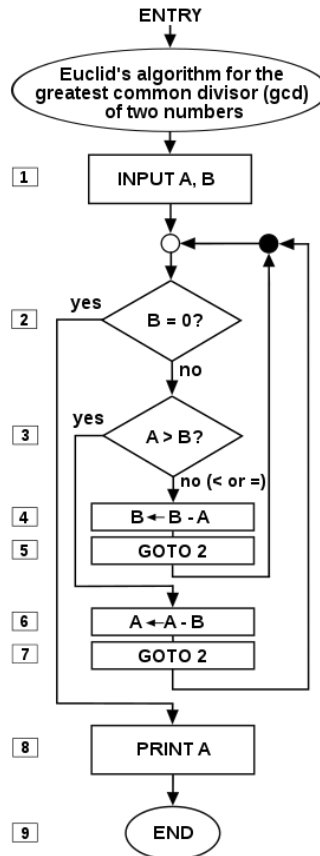 ENTRY
Euclid's algorithm for the
greatest common divisor (gcd)
of two numbers
1
INPUT A, B
yes
2
B = 0?
no
yes
3
A > B?
no (< or =)
4
B ← B - A
5
GOTO 2
6
A ← A - B
7
GOTO 2
8
PRINT A
9
END